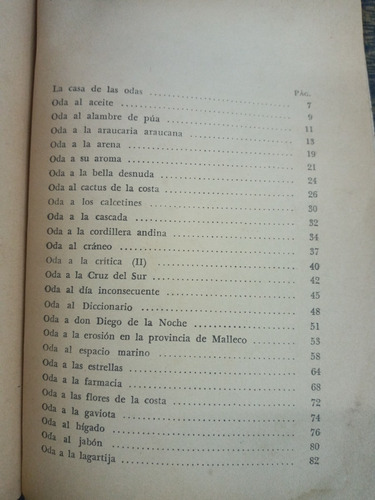 Pág.
La casa de las odas 7
Oda al aceite 9
Oda al alambre de púa 11
Oda a la araucaria araucana 13
Oda a la arena 19
Oda a su aroma 21
Oda a la bella desnuda 24
Oda al cactus de la costa 26
Oda a los calcetines 30
Oda a la cascada 32
Oda a la cordillera andina 34
Oda al cráneo 37
Oda a la crítica (II) 40
Oda a la Cruz del Sur 42
Oda al día inconsecuente 45
Oda al Diccionario 48
Oda a don Diego de la Noche 51
Oda a la erosión en la provincia de Malleco 53
Oda al espacio marino 58
Oda a las estrellas 64
Oda a la farmacia 68
Oda a las flores de la costa 72
Oda a la gaviota 74
Oda al hígado 76
Oda al jabón 80
Oda a la lagartija 82